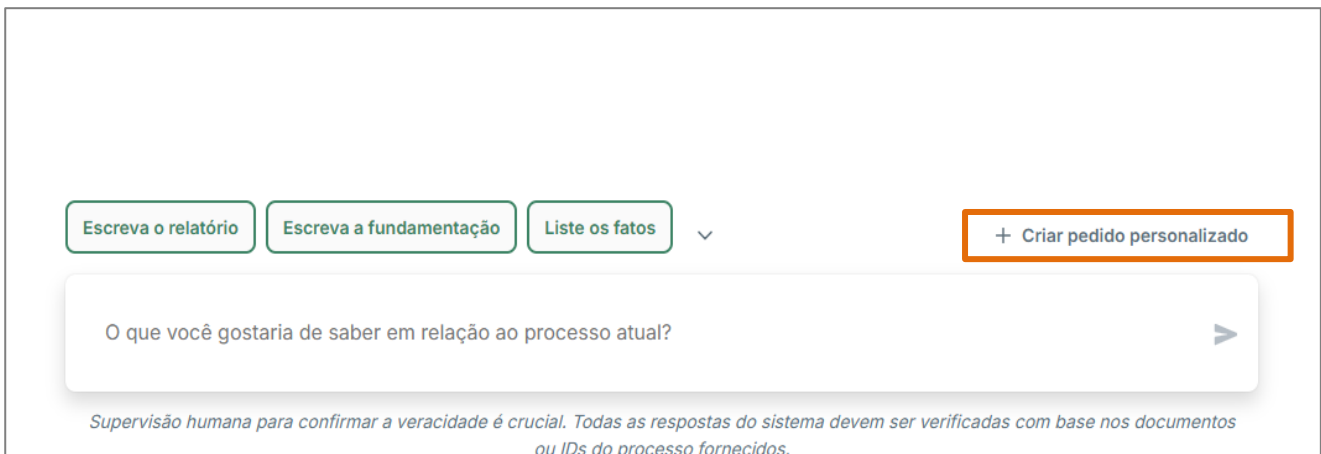 Escreva o relatório
Escreva a fundamentação
Liste os fatos
+ Criar pedido personalizado
O que você gostaria de saber em relação ao processo atual?
Supervisão humana para confirmar a veracidade é crucial. Todas as respostas do sistema devem ser verificadas com base nos documentos
ou IDs do processo fornecidos.